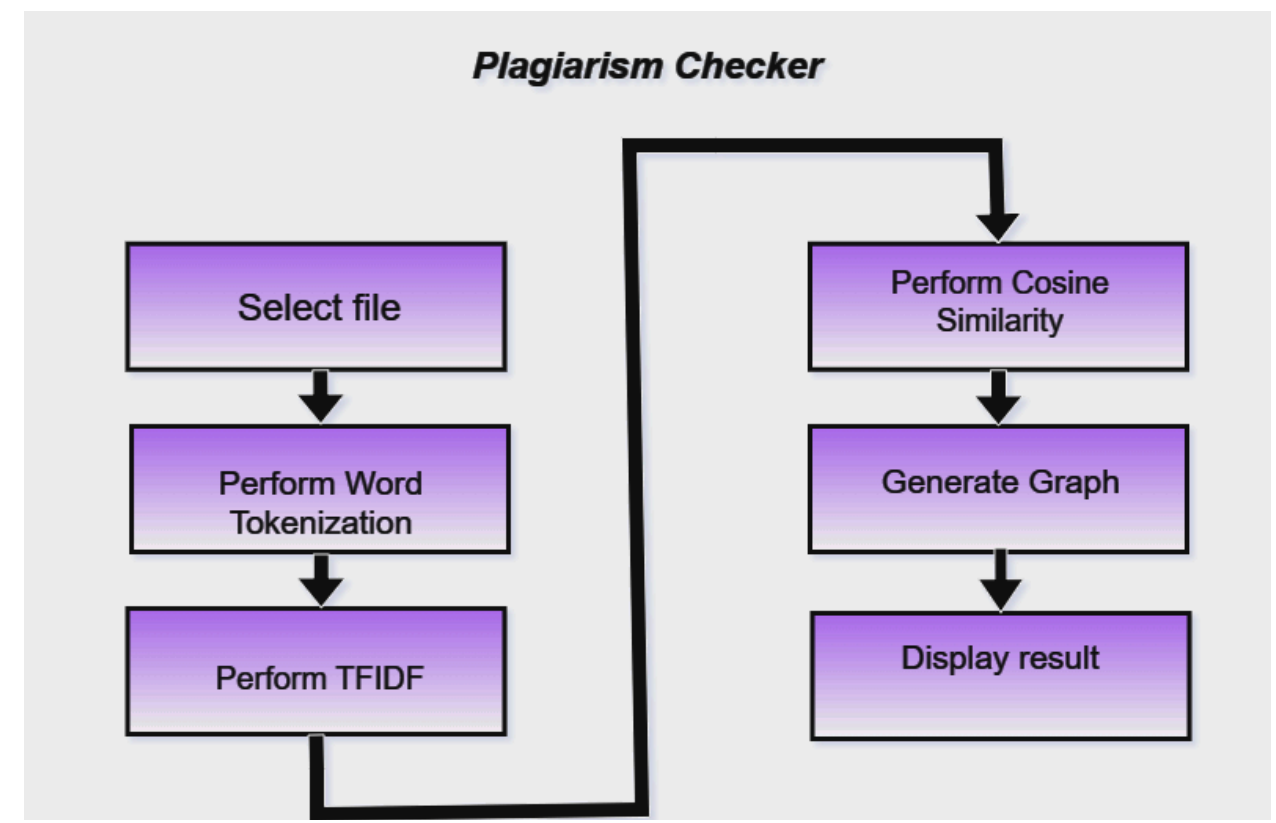 Plagiarism Checker
Select file
Perform Word
Tokenization
Perform TFIDF
Perform Cosine
Similarity
Generate Graph
Display result